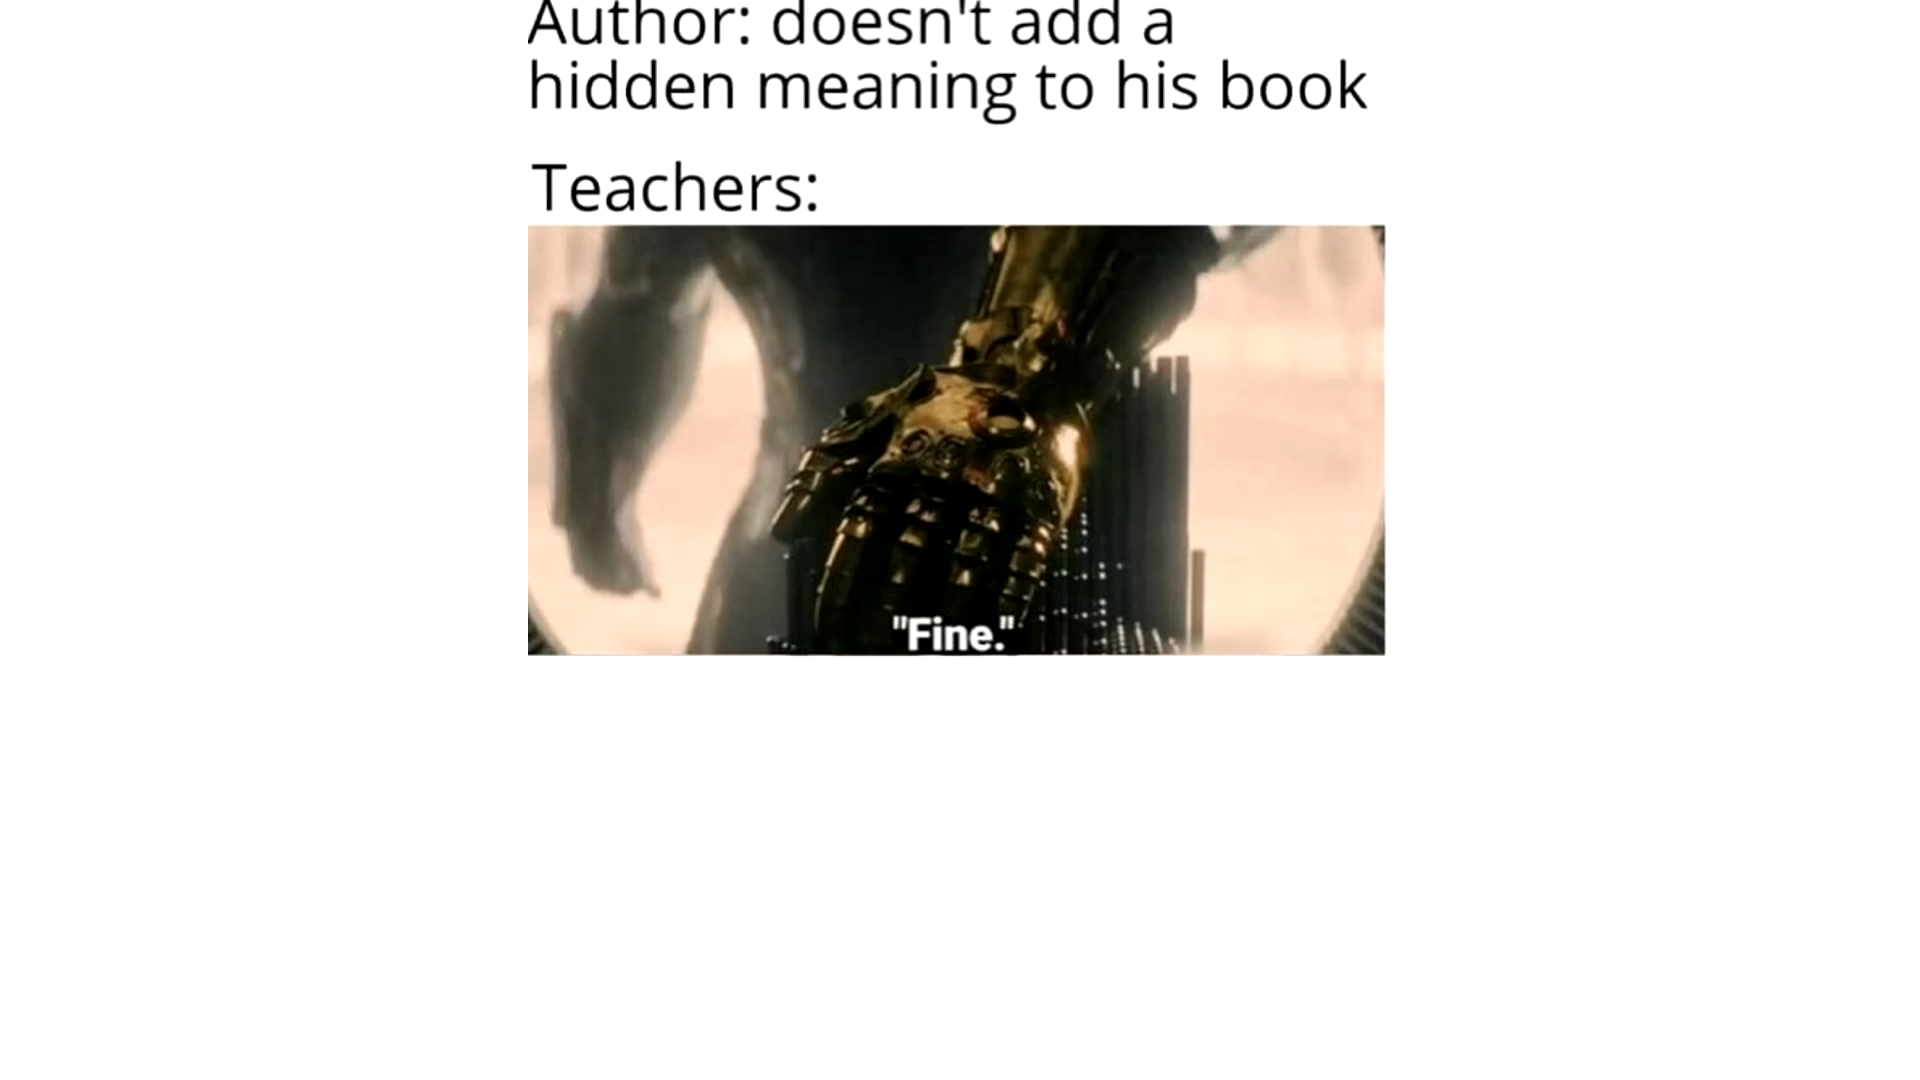 Author: doesn't add a
hidden meaning to his book
Teachers:
"Fine."